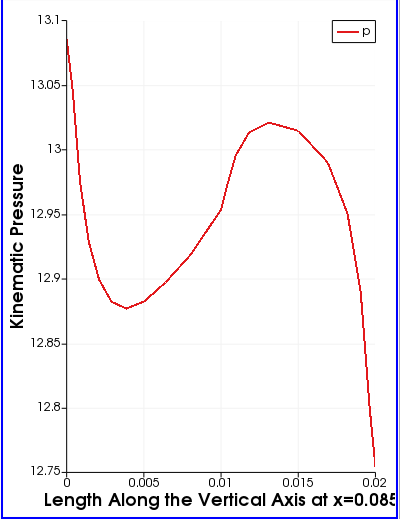 13.1
p
13.05
13
12.95
12.9
12.85
12.8
12.75
Kinematic Pressure
0 0.005 0.01 0.015 0.02
Length Along the Vertical Axis at x=0.085